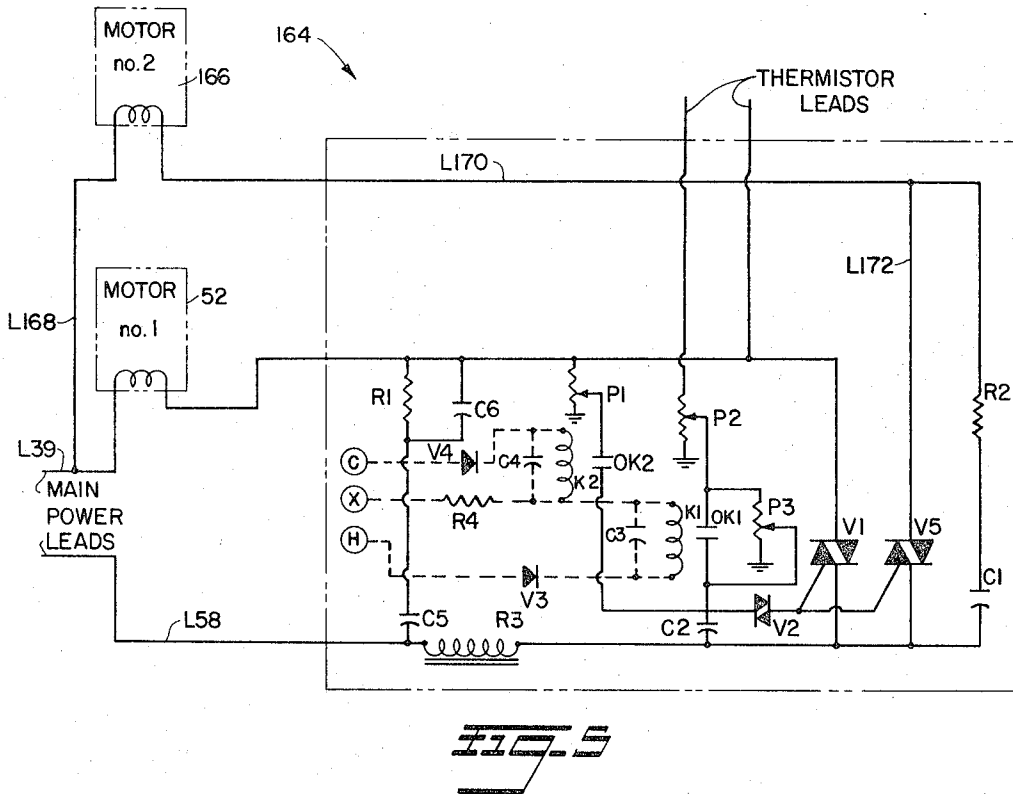 MOTOR
no. 2
166
164
THERMISTOR
LEADS
L170
L172
MOTOR
no. 1
52
L168
L39
MAIN
POWER
LEADS
L58
R1
C6
P1
P2
R2
C
V4
C4
K2
OK2
X
R4
C3
K1
OK1
P3
V1
V5
H
V3
C5
R3
C2
V2
C1
FIG. 5